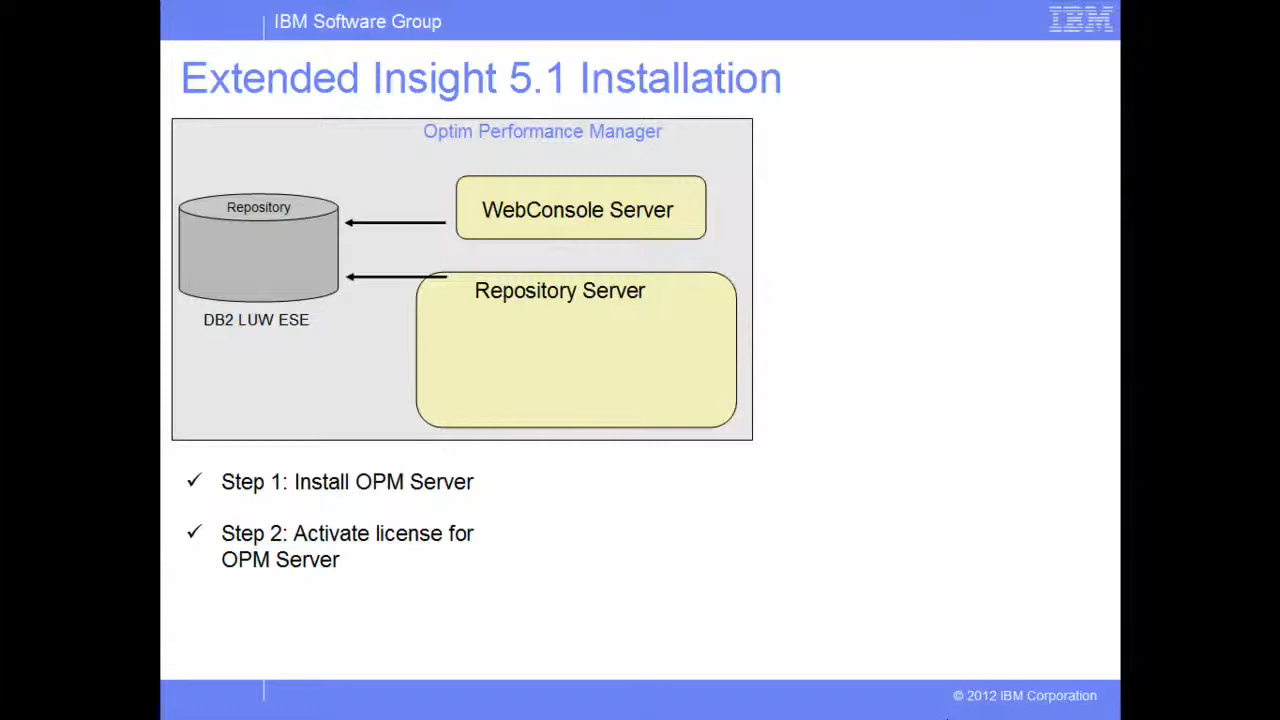 IBM Software Group
IBM
Extended Insight 5.1 Installation
Optim Performance Manager
Repository
WebConsole Server
Repository Server
DB2 LUW ESE
✓ Step 1: Install OPM Server
✓ Step 2: Activate license for
OPM Server
© 2012 IBM Corporation